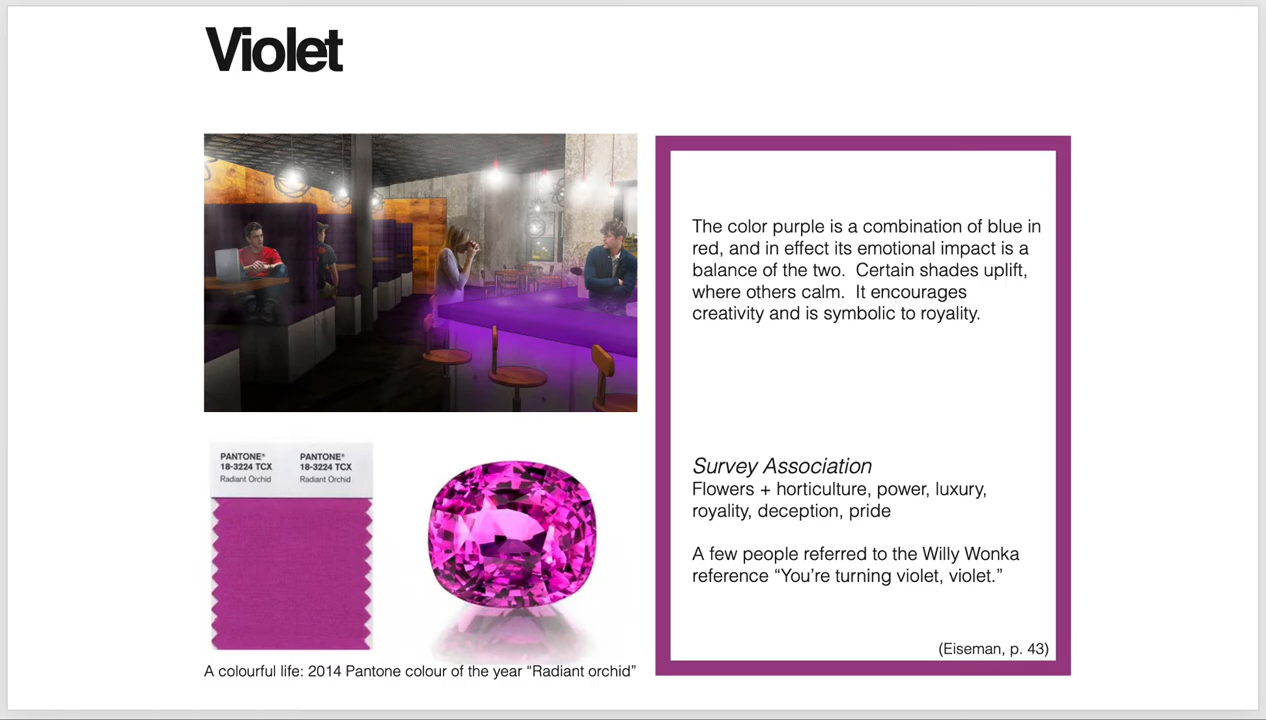 Violet
The color purple is a combination of blue in
red, and in effect its emotional impact is a
balance of the two.  Certain shades uplift,
where others calm.  It encourages
creativity and is symbolic to royality.
Survey Association
Flowers + horticulture, power, luxury,
royality, deception, pride
A few people referred to the Willy Wonka
reference “You’re turning violet, violet.”
(Eiseman, p. 43)
PANTONE® PANTONE®
18-3224 TCX 18-3224 TCX
Radiant Orchid Radiant Orchid
A colourful life: 2014 Pantone colour of the year “Radiant orchid”